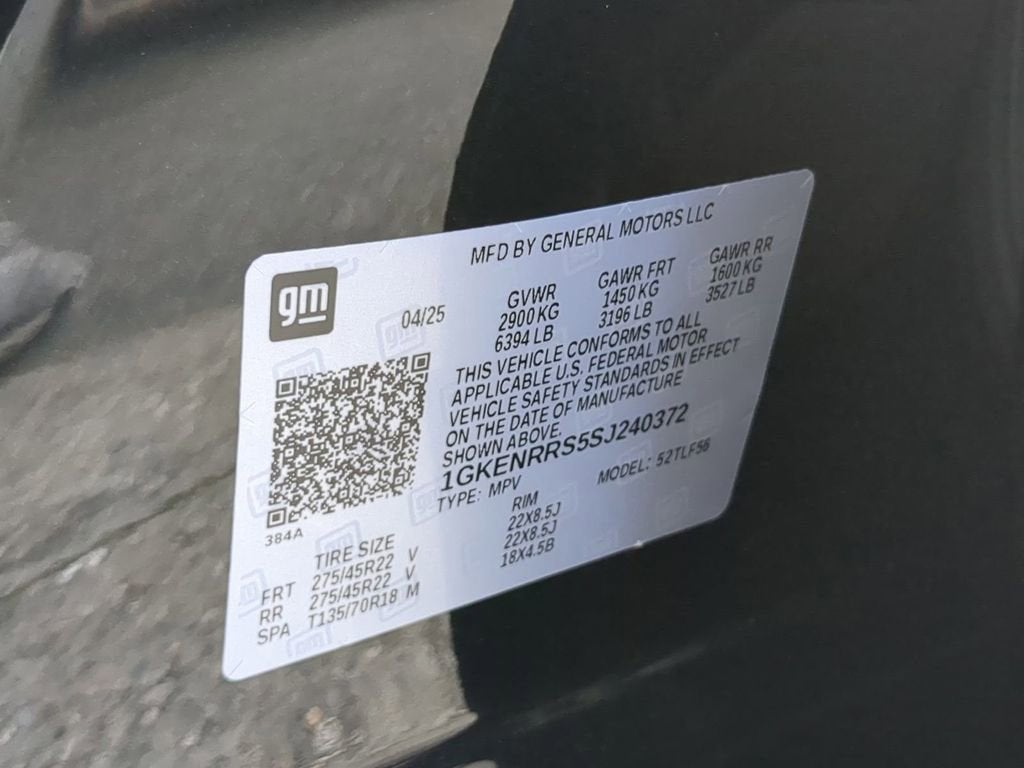 MFD BY GENERAL MOTORS LLC
gm
04/25
GVWR GAWR FRT GAWR RR
2900 KG 1450 KG 1600 KG
6394 LB 3196 LB 3527 LB
THIS VEHICLE CONFORMS TO ALL
APPLICABLE U.S. FEDERAL MOTOR
VEHICLE SAFETY STANDARDS IN EFFECT
ON THE DATE OF MANUFACTURE
SHOWN ABOVE.
1GKENRRS5SJ240372
TYPE: MPV MODEL: 52TLF56
384A
TIRE SIZE RIM
FRT 275/45R22 V 22X8.5J
RR 275/45R22 V 22X8.5J
SPA T135/70R18 M 18X4.5B